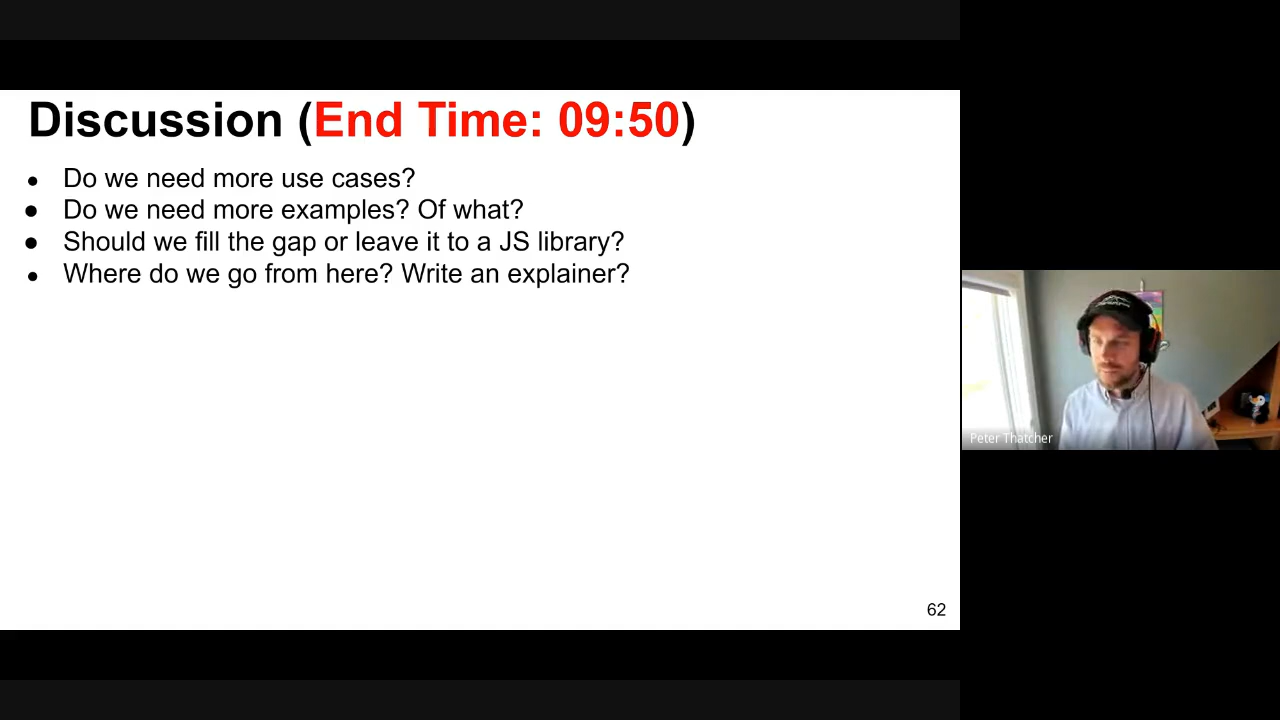 Discussion (End Time: 09:50)
● Do we need more use cases?
● Do we need more examples? Of what?
● Should we fill the gap or leave it to a JS library?
● Where do we go from here? Write an explainer?
62
Peter Thatcher